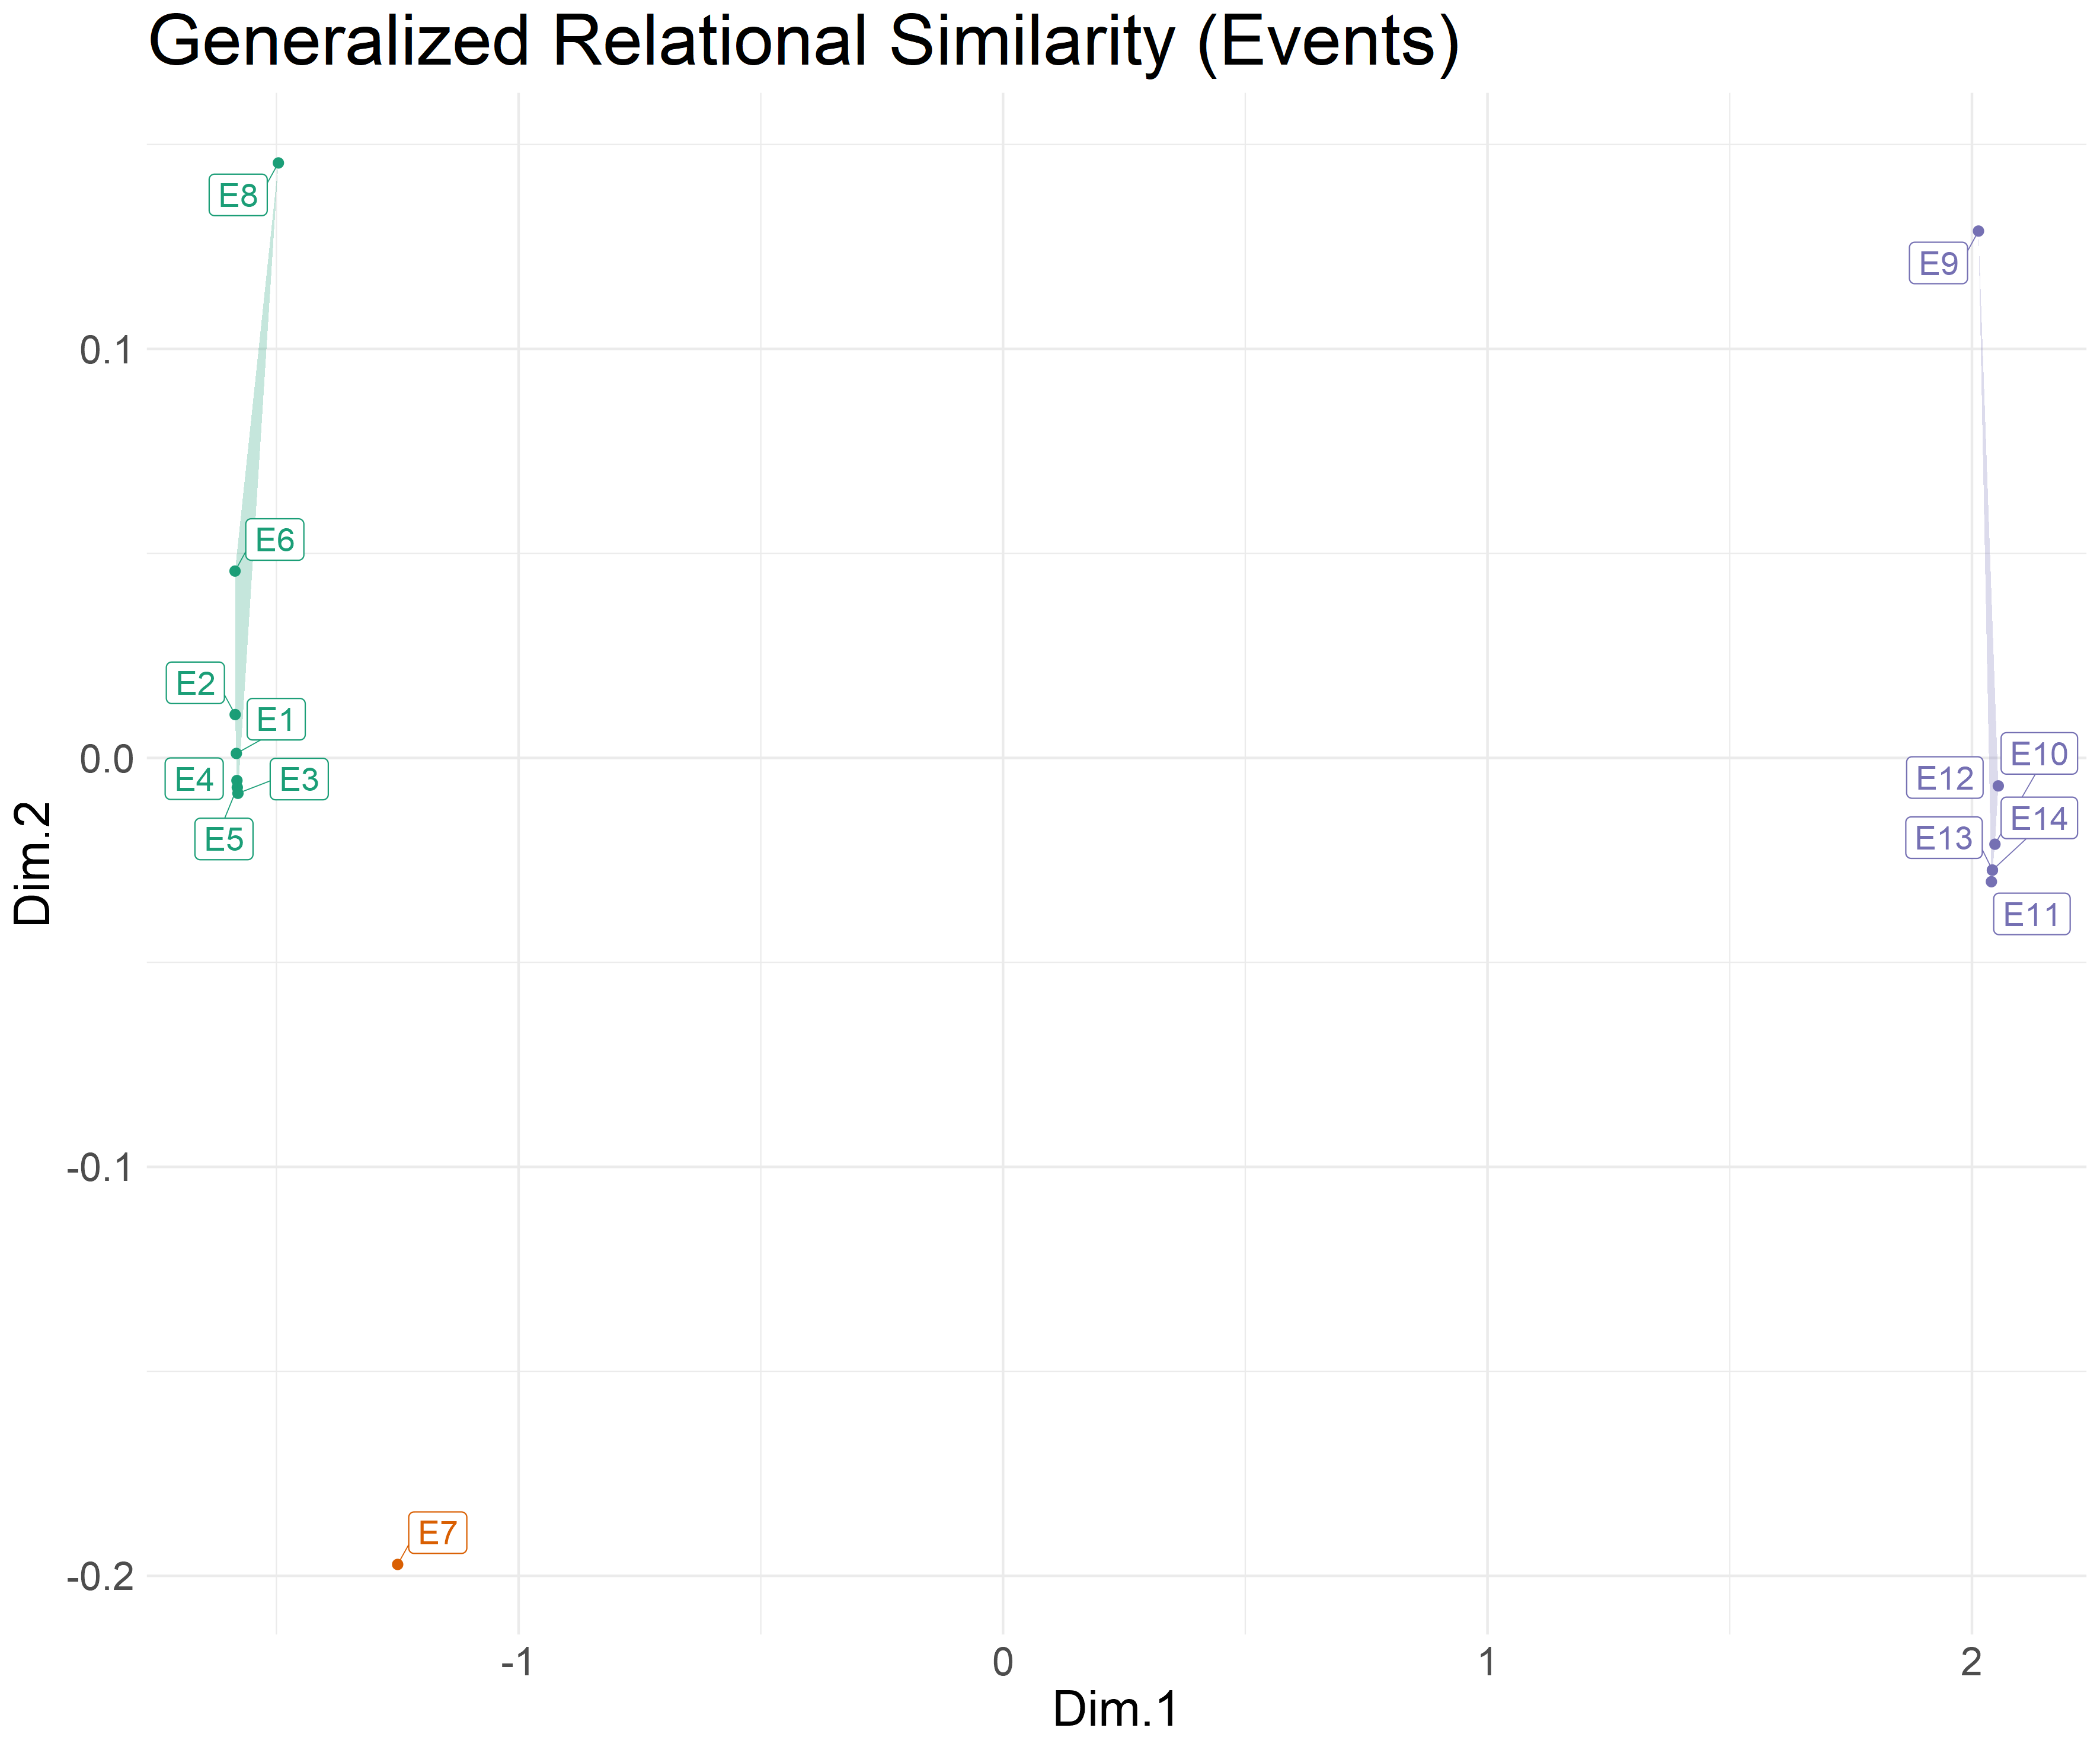 Generalized Relational Similarity (Events)
E8
E9
0.1
E6
E2
E1
E10
0.0
E4
E3
E12
E14
E5
E13
Dim.2
E11
-0.1
E7
-0.2
-1
0
1
2
Dim.1